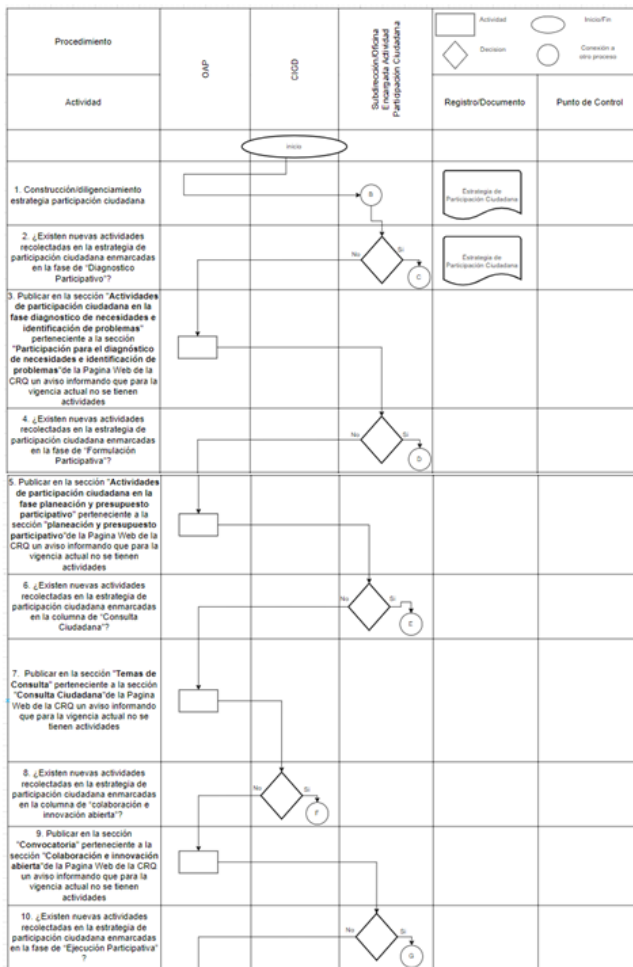 Procedimiento
OAP
CIGD
Subdirección/Oficina
Encargada Actividad
Participación Ciudadana
Actividad
Inicio/Fin
Decision
Conexión a
otro proceso
Actividad
Registro/Documento
Punto de Control
Inicio
1. Construcción/diligenciamiento
estrategia participación ciudadana
B
Estrategia de
Participación Ciudadana
2. ¿Existen nuevas actividades
recolectadas en la estrategia de
participación ciudadana enmarcadas
en la fase de "Diagnostico
Participativo"?
No
Si
C
Estrategia de
Participación Ciudadana
3. Publicar en la sección "Actividades
de participación ciudadana en la
fase diagnostico de necesidades e
identificación de problemas"
perteneciente a la sección
"Participación para el diagnóstico
de necesidades e identificación de
problemas"de la Pagina Web de la
CRQ un aviso informando que para la
vigencia actual no se tienen
actividades
4. ¿Existen nuevas actividades
recolectadas en la estrategia de
participación ciudadana enmarcadas
en la fase de "Formulación
Participativa"?
No
Si
D
5. Publicar en la sección "Actividades
de participación ciudadana en la
fase planeación y presupuesto
participativo" perteneciente a la
sección "planeación y presupuesto
participativo"de la Pagina Web de la
CRQ un aviso informando que para la
vigencia actual no se tienen
actividades
6. ¿Existen nuevas actividades
recolectadas en la estrategia de
participación ciudadana enmarcadas
en la columna de "Consulta
Ciudadana"?
No
Si
E
7. Publicar en la sección "Temas de
Consulta" perteneciente a la sección
"Consulta Ciudadana"de la Pagina
Web de la CRQ un aviso informando
que para la vigencia actual no se
tienen actividades
8. ¿Existen nuevas actividades
recolectadas en la estrategia de
participación ciudadana enmarcadas
en la columna de "colaboración e
innovación abierta"?
No
Si
F
9. Publicar en la sección
"Convocatoria" perteneciente a la
sección "Colaboración e innovación
abierta"de la Pagina Web de la CRQ
un aviso informando que para la
vigencia actual no se tienen
actividades
10. ¿Existen nuevas actividades
recolectadas en la estrategia de
participación ciudadana enmarcadas
en la fase de "Ejecución Participativa"
?
No
Si
G